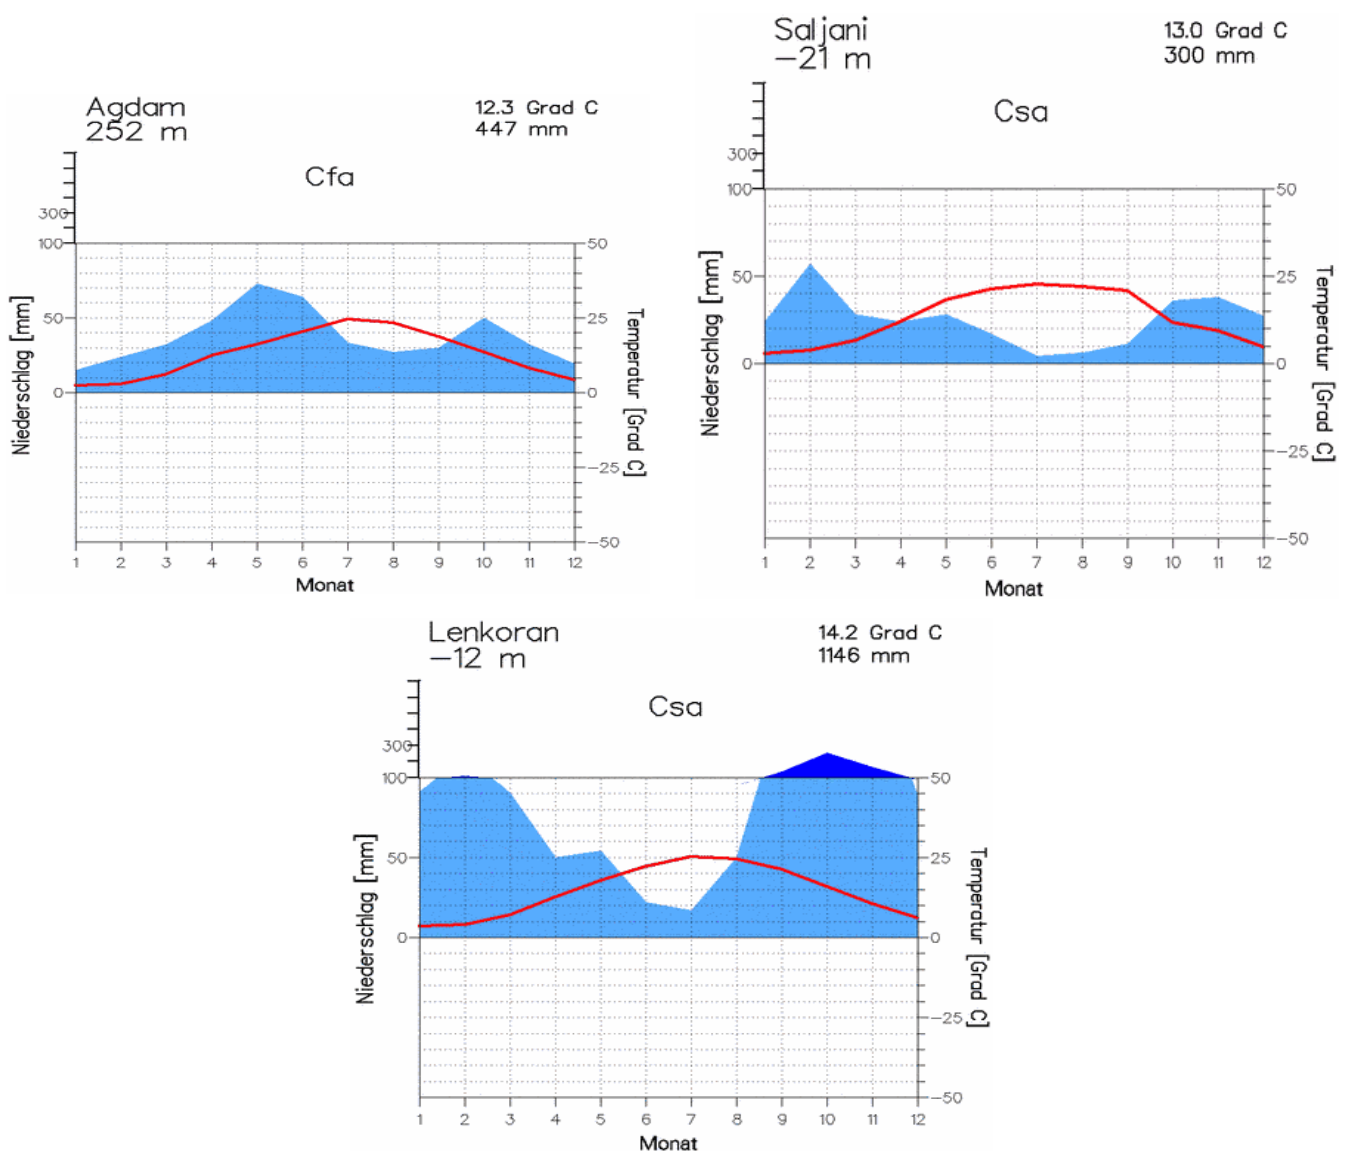 Agdam
252 m
12.3 Grad C
447 mm
Cfa
300
100
50
0
50
25
0
−25
−50
Niederschlag [mm]
Temperatur [Grad C]
1 2 3 4 5 6 7 8 9 10 11 12
Monat
Saljani
−21 m
13.0 Grad C
300 mm
Csa
300
100
50
0
50
25
0
−25
−50
Niederschlag [mm]
Temperatur [Grad C]
1 2 3 4 5 6 7 8 9 10 11 12
Monat
Lenkoran
−12 m
14.2 Grad C
1146 mm
Csa
300
100
50
0
50
25
0
−25
−50
Niederschlag [mm]
Temperatur [Grad C]
1 2 3 4 5 6 7 8 9 10 11 12
Monat